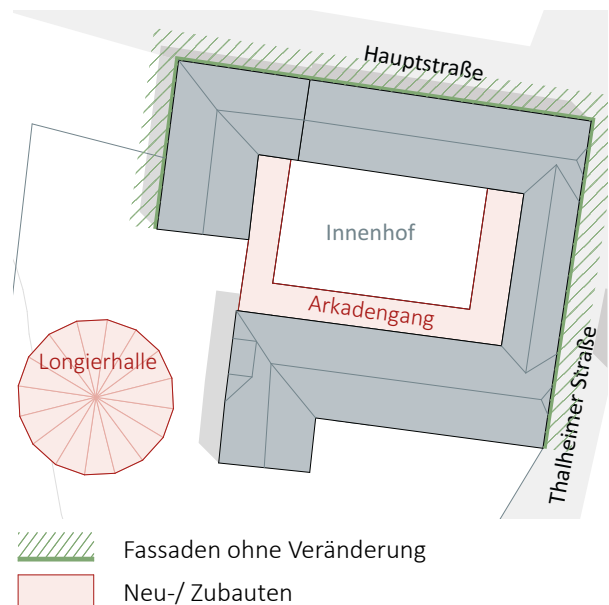 Hauptstraße
Innenhof
Arkadengang
Longierhalle
Thalheimer Straße
Fassaden ohne Veränderung
Neu-/ Zubauten